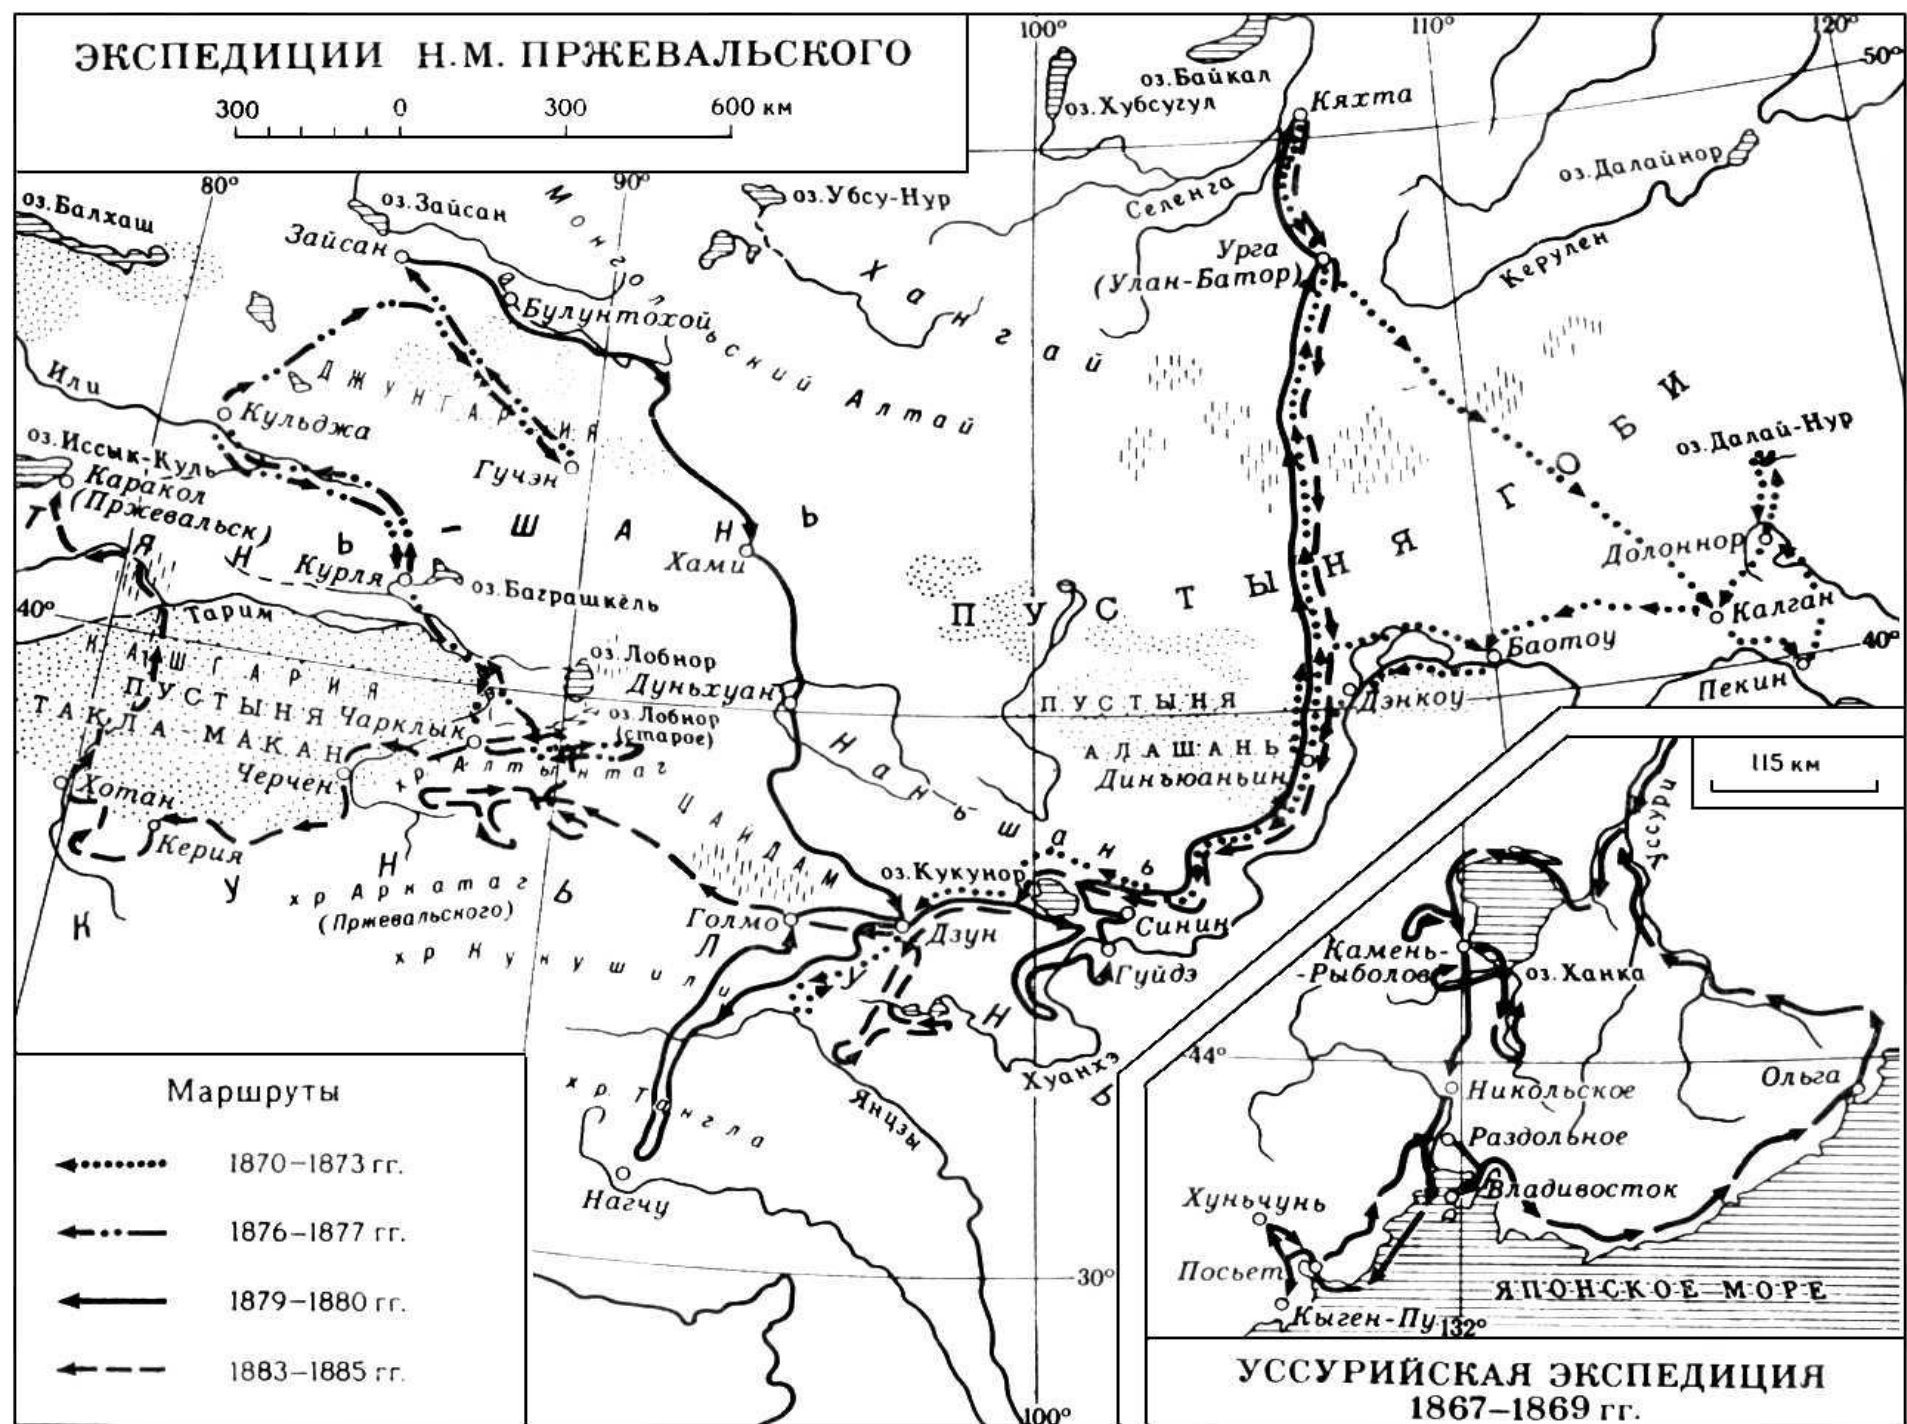 ЭКСПЕДИЦИИ Н.М. ПРЖЕВАЛЬСКОГО
300 0 300 600 км
80°
90°
100°
110°
120°
50°
оз.Байкал
оз.Хубсугул
Кяхта
оз.Далайнор
Селенга
Керулен
оз.Балхаш
оз.Зайсан
Зайсан
оз.Убсу-Нур
Монгольский Алтай
Хангай
Урга
(Улан-Батор)
Булунтохой
ДЖУНГАРИЯ
Или
Кульджа
Гучэн
оз.Иссык-Куль
Каракол
(Пржевальск)
ТЯНЬ-ШАНЬ
Хами
Курля
оз.Баграшкёль
40°
Тарим
КАШГАРИЯ
ПУСТЫНЯ
ТАКЛА-МАКАН
ПУСТЫНЯ ГОБИ
оз.Далай-Нур
Долоннор
Калган
Баотоу
40°
Пекин
Дэнкоу
оз.Лобнор
Дуньхуан
оз.Лобнор
(старое)
Чарклык
Черчен
хр. Алтынтаг
ПУСТЫНЯ
АЛАШАНЬ
Диньюаньин
Наньшань
ЦАЙДАМ
Хотан
Керия
КУНЬЛУНЬ
хр Аркатаг
(Пржевальского)
хр Кукушили
оз.Кукунор
Голмо
Дзун
Синин
Гуйдэ
Хуанхэ
Янцзы
хр. Тангла
Нагчу
30°
100°
Маршруты
1870–1873 гг.
1876–1877 гг.
1879–1880 гг.
1883–1885 гг.
115 км
Уссури
Камень-
-Рыболов
оз.Ханка
44°
Никольское
Ольга
Раздольное
Владивосток
Хуньчунь
Посьет
Кыген-Пу
132°
ЯПОНСКОЕ МОРЕ
УССУРИЙСКАЯ ЭКСПЕДИЦИЯ
1867–1869 гг.